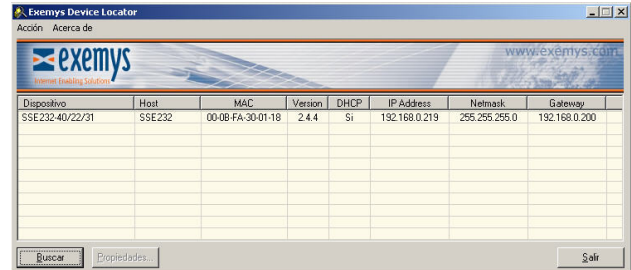 Exemys Device Locator
Acción Acerca de
exemys
Internet Enabling Solutions
www.exemys.com
Dispositivo Host MAC Version DHCP IP Address Netmask Gateway
SSE232-40/22/31 SSE232 00-0B-FA-30-01-18 2.4.4 Si 192.168.0.219 255.255.255.0 192.168.0.200
Buscar Propiedades... Salir